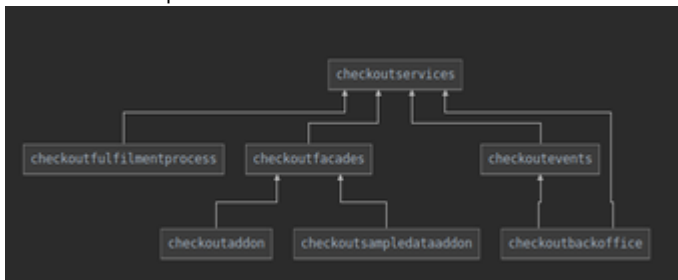 checkoutservices
checkoutfulfilmentprocess
checkoutfacades
checkoutevents
checkoutaddon
checkoutsampledataaddon
checkoutbackoffice